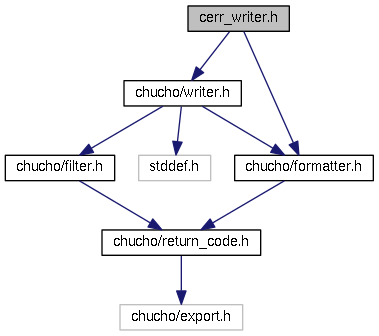 cerr_writer.h
chucho/writer.h
chucho/filter.h
stddef.h
chucho/formatter.h
chucho/return_code.h
chucho/export.h